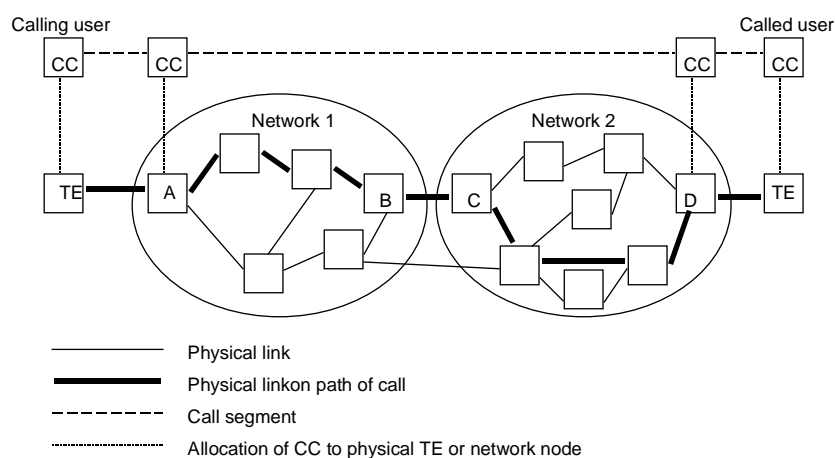 Calling user
Called user
CC
CC
CC
CC
Network 1
Network 2
TE
A
B
C
D
TE
Physical link
Physical linkon path of call
Call segment
Allocation of CC to physical TE or network node